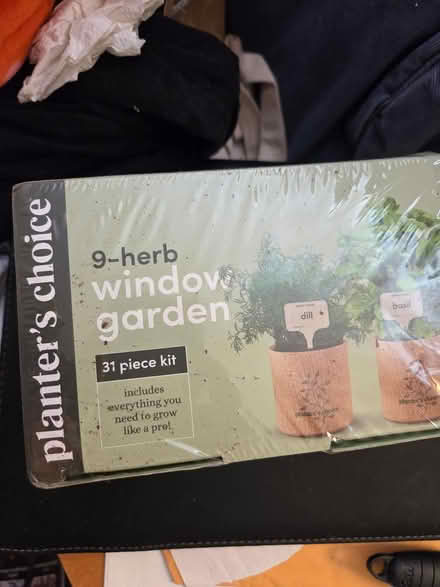 planter's choice
9-herb
window
garden
31 piece kit
includes
everything you
need to grow
like a pro!
dill
basil